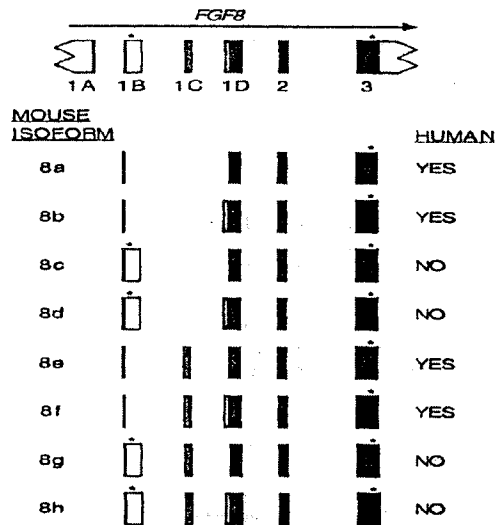 FGF8
* *
1A 1B 1C 1D 2 3
MOUSE
ISOFORM HUMAN
*
8a YES
*
8b YES
* *
8c NO
* *
8d NO
*
8e YES
*
8f YES
* *
8g NO
* *
8h NO